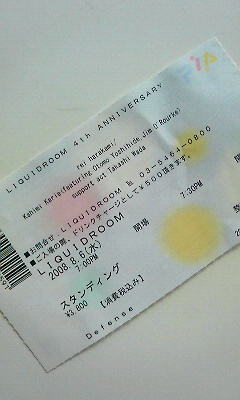 LIQUIDROOM 4th ANNIVERSARY
rei harakami/
Kahimi Karie(featuring Otomo Yoshihide,Jim O'Rourke)
support act Takashi Wada
■お問合せ:LIQUIDROOM ℡ 03-5464-0800
■ご入場の際、ドリンクチャージとして¥500頂きます。
LIQUIDROOM
2008.8.6(水) 開場
7:00PM 7:30PM
スタンディング
¥3,800 【消費税込み】
Defense